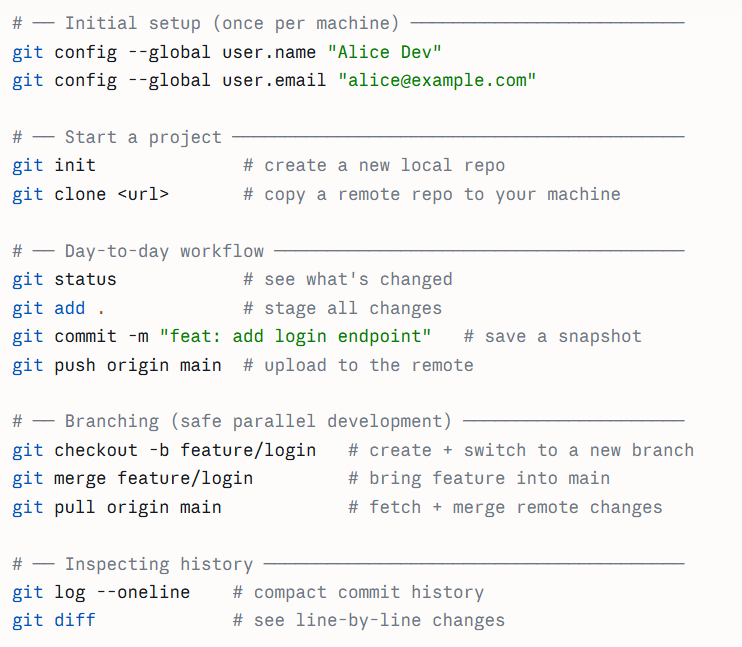 # ── Initial setup (once per machine) ──────────────────────────
git config --global user.name "Alice Dev"
git config --global user.email "alice@example.com"

# ── Start a project ───────────────────────────────────────────
git init              # create a new local repo
git clone <url>       # copy a remote repo to your machine

# ── Day-to-day workflow ───────────────────────────────────────
git status            # see what's changed
git add .             # stage all changes
git commit -m "feat: add login endpoint"   # save a snapshot
git push origin main  # upload to the remote

# ── Branching (safe parallel development) ─────────────────────
git checkout -b feature/login   # create + switch to a new branch
git merge feature/login         # bring feature into main
git pull origin main            # fetch + merge remote changes

# ── Inspecting history ────────────────────────────────────────
git log --oneline    # compact commit history
git diff             # see line-by-line changes